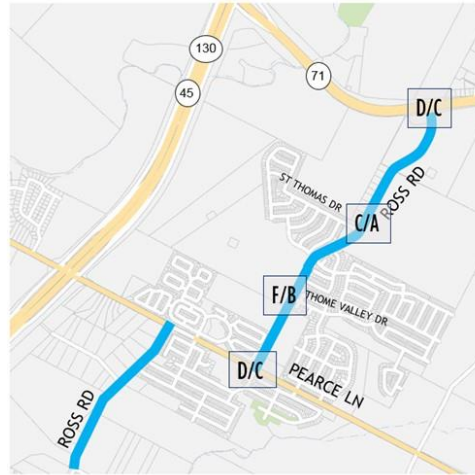 130
45
71
D/C
ST THOMAS DR
C/A
ROSS RD
F/B
THOME VALLEY DR
D/C
PEARCE LN
ROSS RD